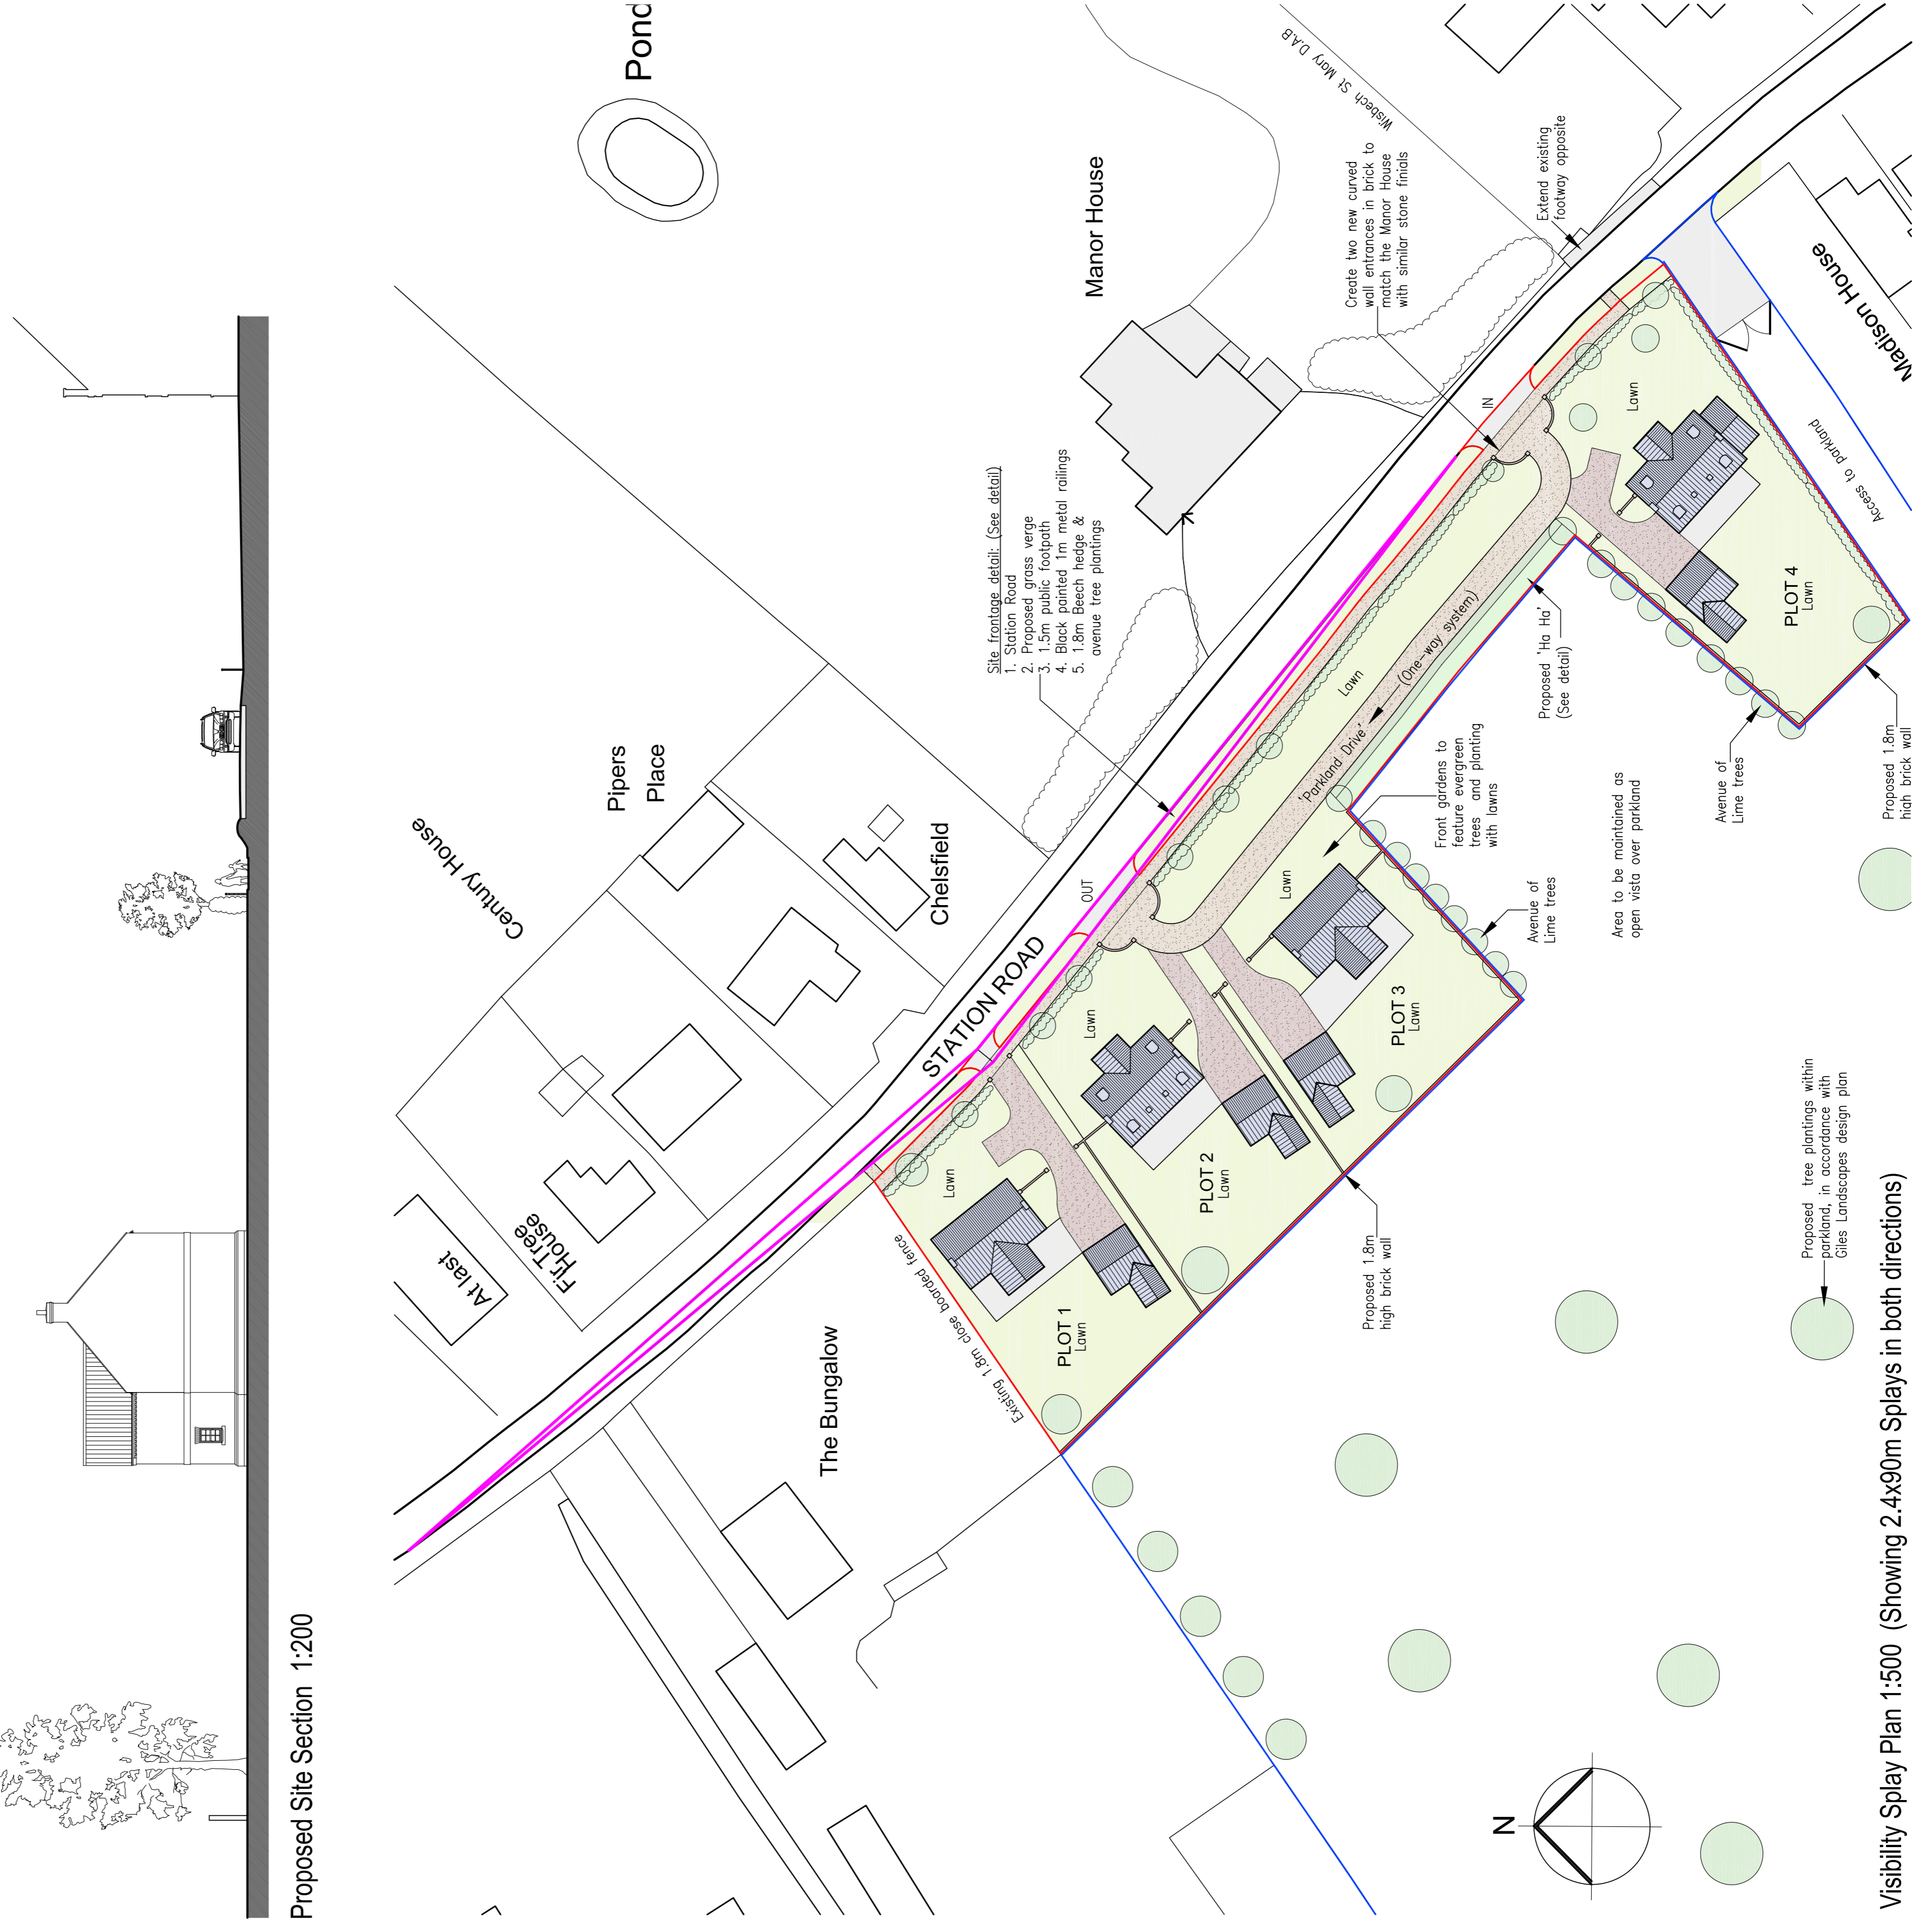 Proposed Site Section 1:200
Pond
Manor House
Wisbech St Mary D.A.B
Create two new curved
wall entrances in brick to
match the Manor House
with similar stone finials
Extend existing
footway opposite
Madison House
Access to parkland
Site frontage detail: (See detail)
1. Station Road
2. Proposed grass verge
3. 1.5m public footpath
4. Black painted 1m metal railings
5. 1.8m Beech hedge &
avenue tree plantings
Pipers
Place
Century House
Chelsfield
STATION ROAD
Fir Tree
House
At last
The Bungalow
IN
OUT
Lawn
'Parkland Drive'
(One-way system)
Lawn
PLOT 4
Lawn
Proposed 'Ha Ha'
(See detail)
Avenue of
Lime trees
Proposed 1.8m
high brick wall
Front gardens to
feature evergreen
trees and planting
with lawns
Area to be maintained as
open vista over parkland
Avenue of
Lime trees
Lawn
PLOT 3
Lawn
Lawn
PLOT 2
Lawn
Lawn
PLOT 1
Lawn
Existing 1.8m close boarded fence
Proposed 1.8m
high brick wall
Proposed tree plantings within
parkland, in accordance with
Giles Landscapes design plan
N
Visibility Splay Plan 1:500 (Showing 2.4x90m Splays in both directions)